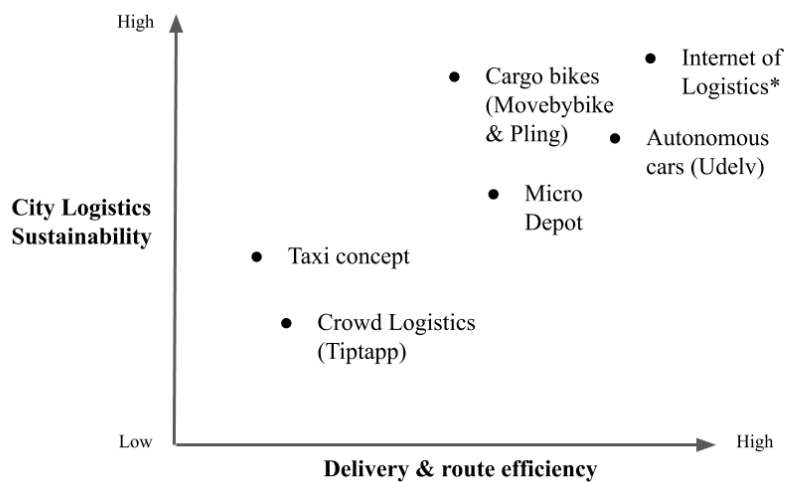 High
Internet of
Logistics*
Cargo bikes
(Movebybike
& Pling)
Autonomous
cars (Udelv)
Micro
Depot
City Logistics
Sustainability
Taxi concept
Crowd Logistics
(Tiptapp)
Low
High
Delivery & route efficiency